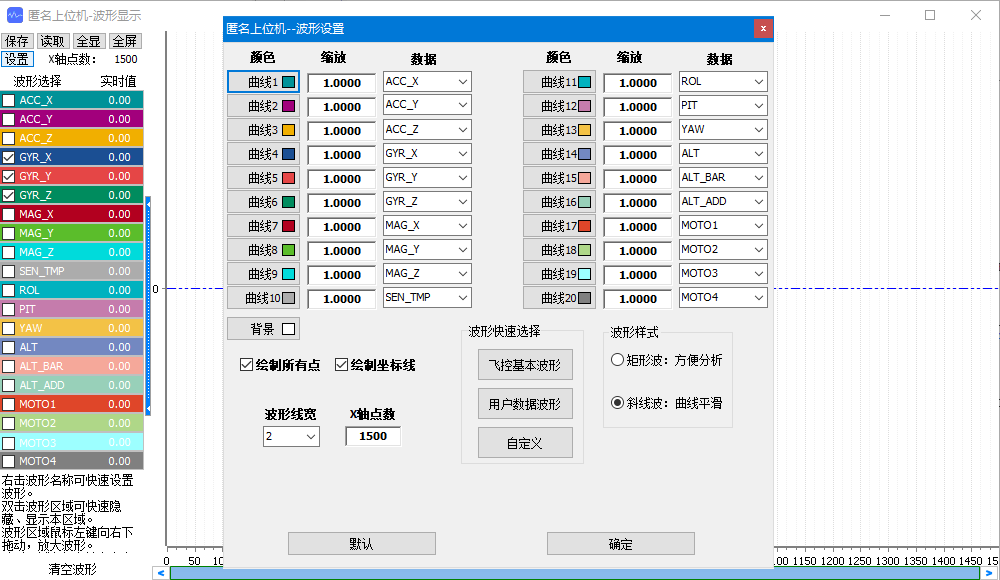 匿名上位机-波形显示
保存 读取 全显 全屏
设置 X轴点数: 1500
波形选择 实时值
ACC_X 0.00
ACC_Y 0.00
ACC_Z 0.00
GYR_X 0.00
GYR_Y 0.00
GYR_Z 0.00
MAG_X 0.00
MAG_Y 0.00
MAG_Z 0.00
SEN_TMP 0.00
ROL 0.00
PIT 0.00
YAW 0.00
ALT 0.00
ALT_BAR 0.00
ALT_ADD 0.00
MOTO1 0.00
MOTO2 0.00
MOTO3 0.00
MOTO4 0.00
右击波形名称可快速设置
波形。
双击波形区域可快速隐
藏、显示本区域。
波形区域鼠标左键向右下
拖动，放大波形。
清空波形
匿名上位机--波形设置 x
颜色 缩放 数据 颜色 缩放 数据
曲线1 1.0000 ACC_X 曲线11 1.0000 ROL
曲线2 1.0000 ACC_Y 曲线12 1.0000 PIT
曲线3 1.0000 ACC_Z 曲线13 1.0000 YAW
曲线4 1.0000 GYR_X 曲线14 1.0000 ALT
曲线5 1.0000 GYR_Y 曲线15 1.0000 ALT_BAR
曲线6 1.0000 GYR_Z 曲线16 1.0000 ALT_ADD
曲线7 1.0000 MAG_X 曲线17 1.0000 MOTO1
曲线8 1.0000 MAG_Y 曲线18 1.0000 MOTO2
曲线9 1.0000 MAG_Z 曲线19 1.0000 MOTO3
曲线10 1.0000 SEN_TMP 曲线20 1.0000 MOTO4
背景
绘制所有点 绘制坐标线
波形线宽 X轴点数
2 1500
波形快速选择
飞控基本波形
用户数据波形
自定义
波形样式
矩形波: 方便分析
斜线波: 曲线平滑
默认 确定
0
0 50 1100 1150 1200 1250 1300 1350 1400 1450